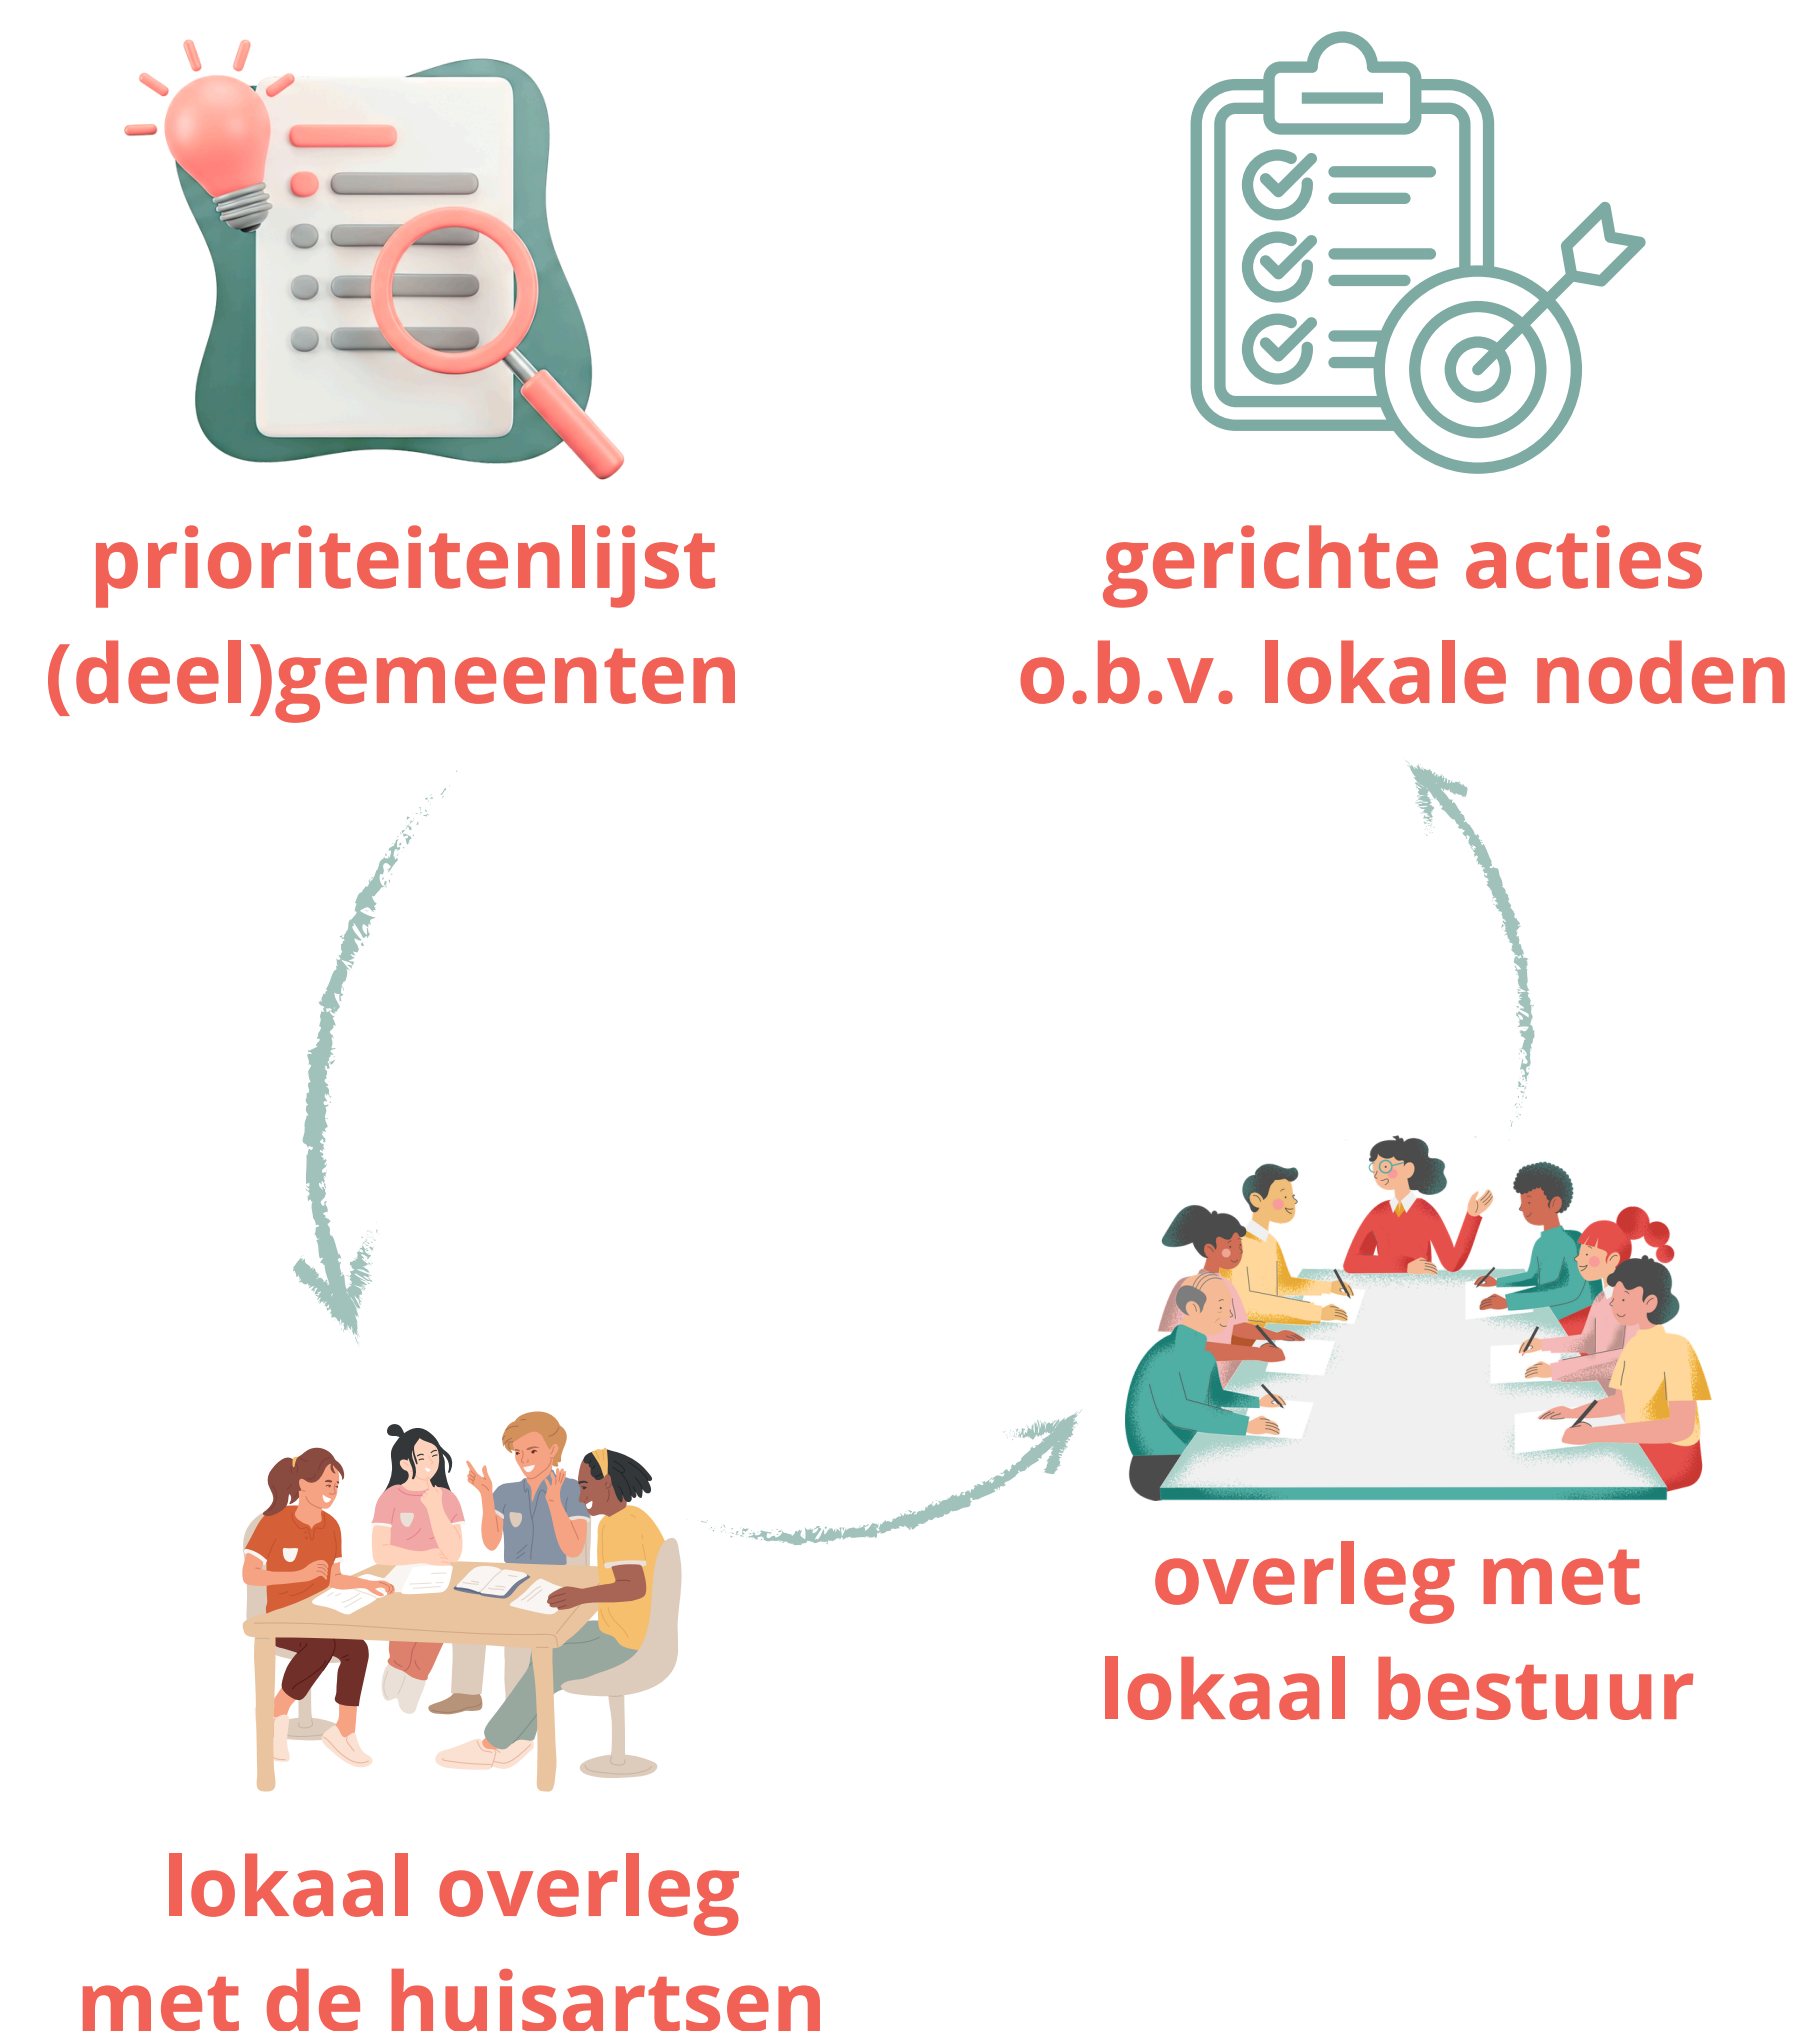 prioriteitenlijst
(deel)gemeenten
gerichte acties
o.b.v. lokale noden
overleg met
lokaal bestuur
lokaal overleg
met de huisartsen